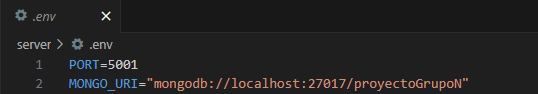 .env ×
server > .env
1 PORT=5001
2 MONGO_URI="mongodb://localhost:27017/proyectoGrupoN"